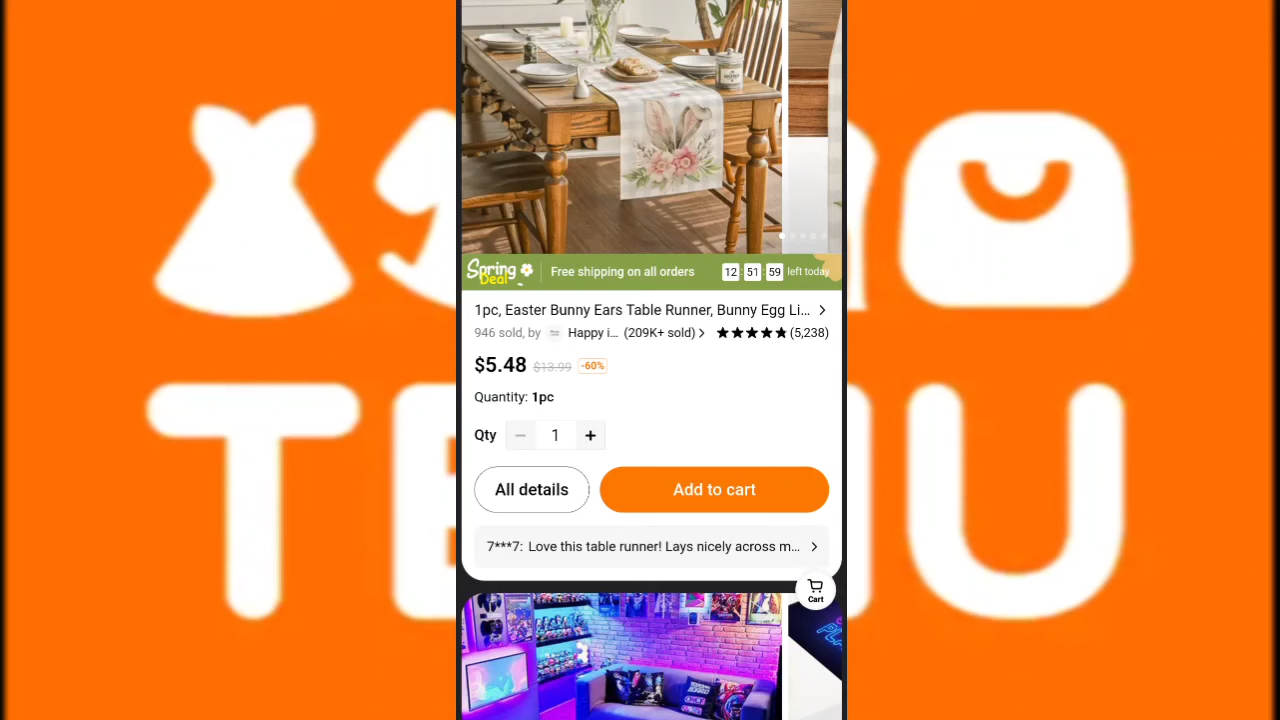 Spring
Deal
Free shipping on all orders
12 51 59 left today
1pc, Easter Bunny Ears Table Runner, Bunny Egg Li...
946 sold, by Happy i... (209K+ sold) (5,238)
$5.48 $13.99 -60%
Quantity: 1pc
Qty − 1 +
All details
Add to cart
7***7: Love this table runner! Lays nicely across m...
Cart